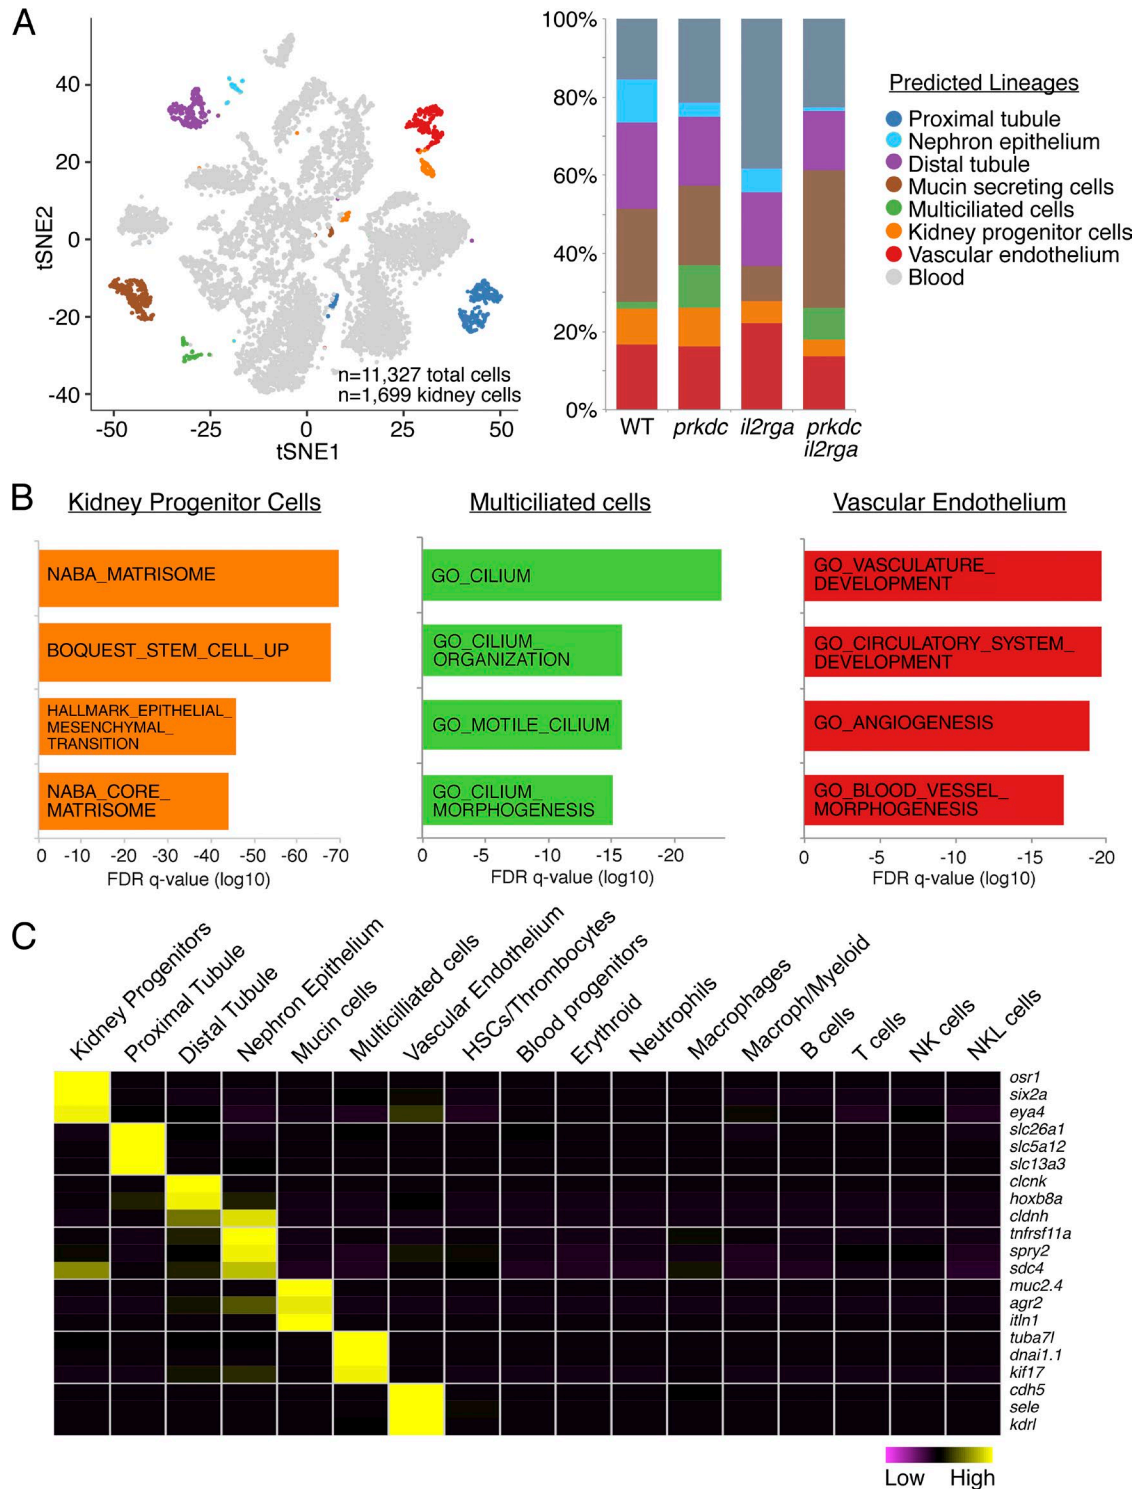 A
tSNE2
40
20
0
-20
-40
-50
-25
0
25
50
tSNE1
n=11,327 total cells
n=1,699 kidney cells
100%
80%
60%
40%
20%
0%
WT
prkdc
il2rga
prkdc
il2rga
Predicted Lineages
Proximal tubule
Nephron epithelium
Distal tubule
Mucin secreting cells
Multiciliated cells
Kidney progenitor cells
Vascular endothelium
Blood
B
Kidney Progenitor Cells
NABA_MATRISOME
BOQUEST_STEM_CELL_UP
HALLMARK_EPITHELIAL_
MESENCHYMAL_
TRANSITION
NABA_CORE_
MATRISOME
0 -10 -20 -30 -40 -50 -60 -70
FDR q-value (log10)
Multiciliated cells
GO_CILIUM
GO_CILIUM_
ORGANIZATION
GO_MOTILE_CILIUM
GO_CILIUM_
MORPHOGENESIS
0 -5 -10 -15 -20
FDR q-value (log10)
Vascular Endothelium
GO_VASCULATURE_
DEVELOPMENT
GO_CIRCULATORY_SYSTEM_
DEVELOPMENT
GO_ANGIOGENESIS
GO_BLOOD_VESSEL_
MORPHOGENESIS
0 -5 -10 -15 -20
FDR q-value (log10)
C
Kidney Progenitors
Proximal Tubule
Distal Tubule
Nephron Epithelium
Mucin cells
Multicilliated cells
Vascular Endothelium
HSCs/Thrombocytes
Blood progenitors
Erythroid
Neutrophils
Macrophages
Macroph/Myeloid
B cells
T cells
NK cells
NKL cells
osr1
six2a
eya4
slc26a1
slc5a12
slc13a3
clcnk
hoxb8a
cldnh
tnfrsf11a
spry2
sdc4
muc2.4
agr2
itln1
tuba7l
dnai1.1
kif17
cdh5
sele
kdrl
Low High